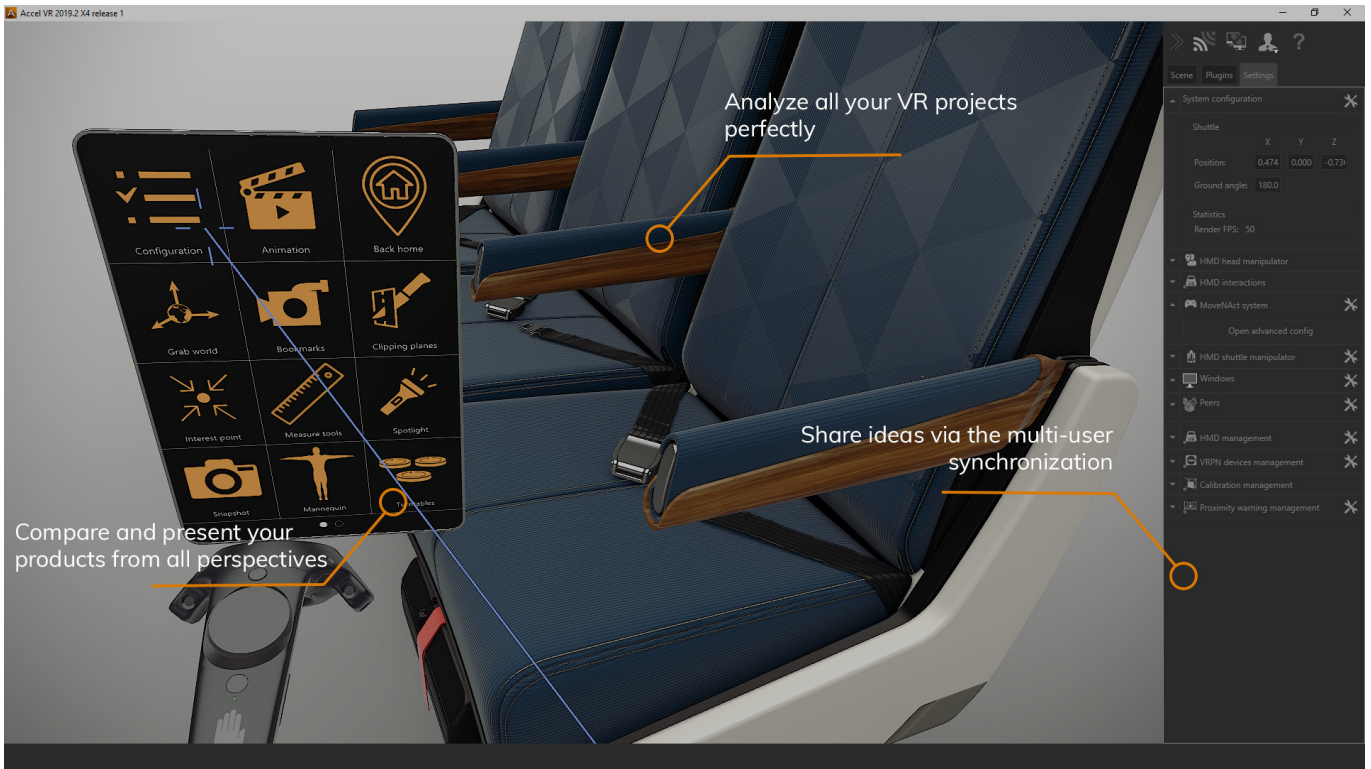 Accel VR 2019.2 X4 release 1
Analyze all your VR projects
perfectly
Configuration
Animation
Back home
Grab world
Bookmarks
Clipping planes
Interest point
Measure tools
Spotlight
Snapshot
Mannequin
Turntables
Compare and present your
products from all perspectives
Share ideas via the multi-user
synchronization
Scene Plugins Settings
System configuration
Shuttle
X Y Z
Position: 0.474 0.000 -0.73
Ground angle: 180.0
Statistics
Render FPS: 50
HMD head manipulator
HMD interactions
MoveNAct system
Open advanced config
HMD shuttle manipulator
Windows
Peers
HMD management
VRPN devices management
Calibration management
Proximity warning management